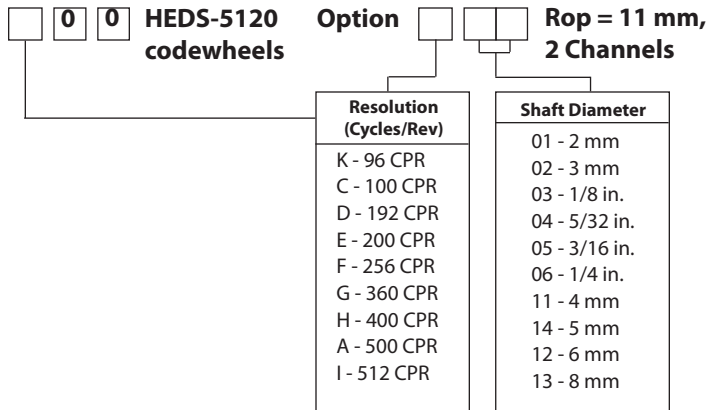 0 0 HEDS-5120 Option Rop = 11 mm,
codewheels 2 Channels
Resolution
(Cycles/Rev)
K - 96 CPR
C - 100 CPR
D - 192 CPR
E - 200 CPR
F - 256 CPR
G - 360 CPR
H - 400 CPR
A - 500 CPR
I - 512 CPR
Shaft Diameter
01 - 2 mm
02 - 3 mm
03 - 1/8 in.
04 - 5/32 in.
05 - 3/16 in.
06 - 1/4 in.
11 - 4 mm
14 - 5 mm
12 - 6 mm
13 - 8 mm